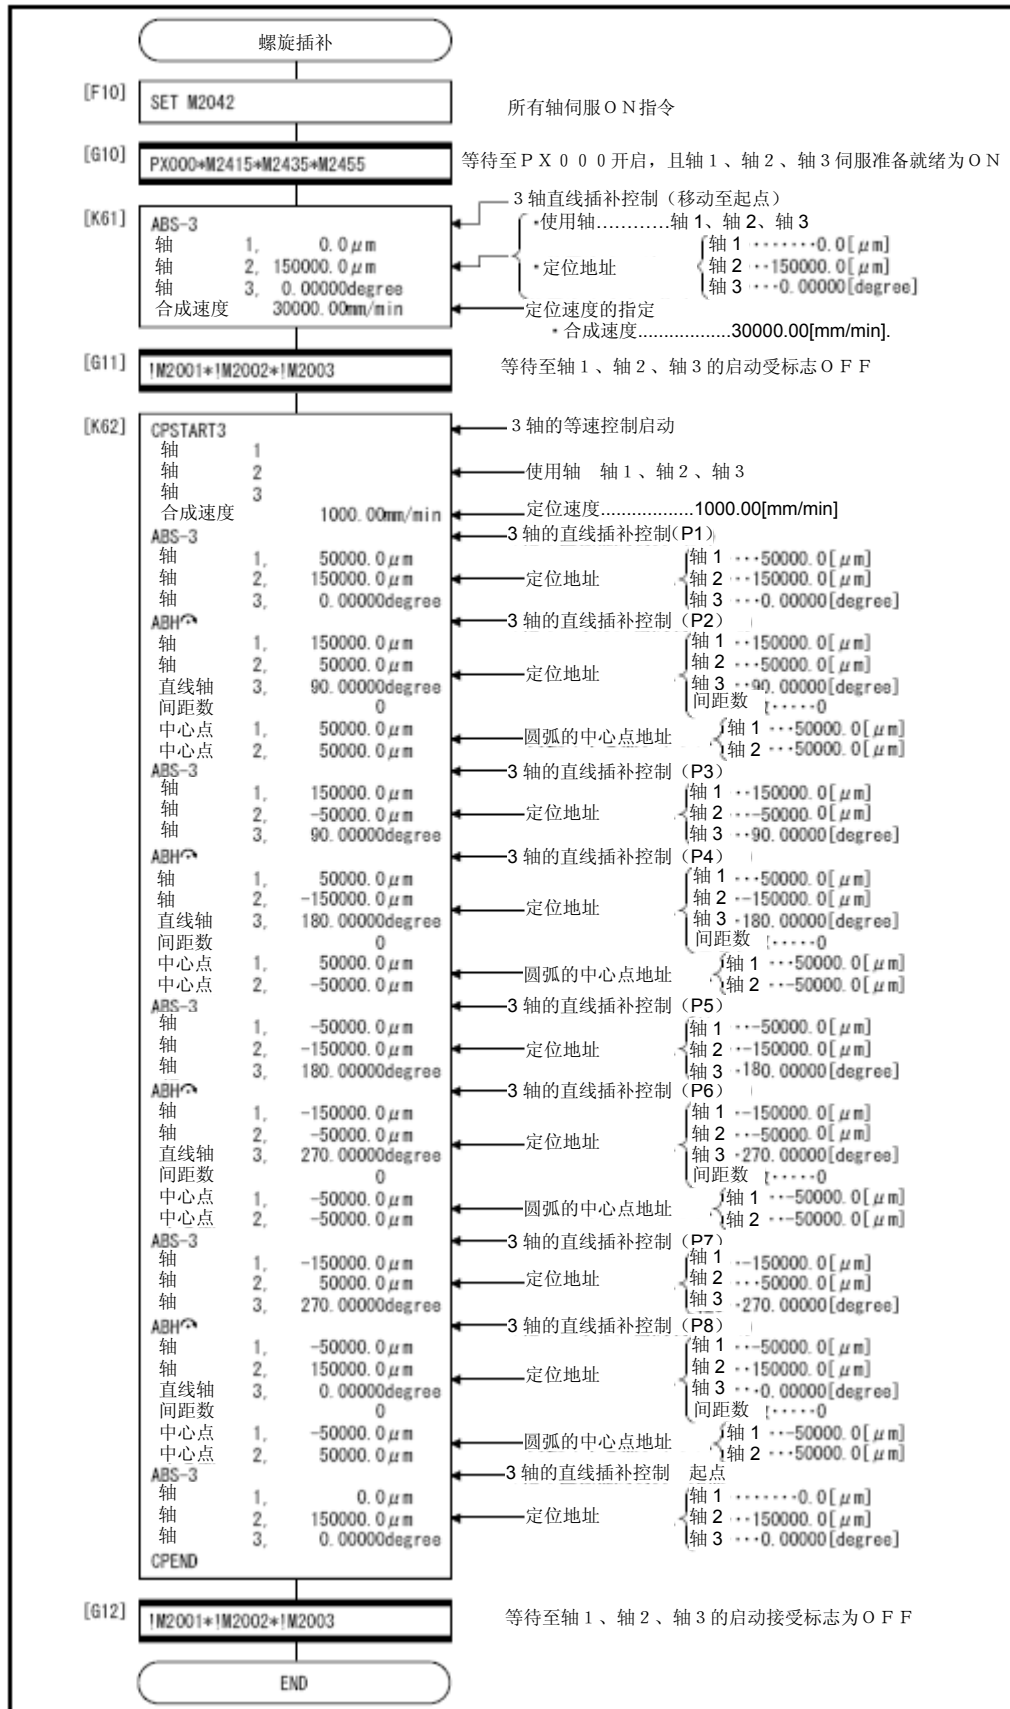 螺旋插补
[F10] SET M2042 所有轴伺服ON指令
[G10] PX000*M2415*M2435*M2455 等待至PX000开启，且轴1、轴2、轴3伺服准备就绪为ON
3轴直线插补控制（移动至起点）
[K61] ABS-3 ・使用轴............轴1、轴2、轴3
轴 1, 0.0μm 轴1・・・・・・・0.0[μm]
轴 2, 150000.0μm ・定位地址 轴2・・150000.0[μm]
轴 3, 0.00000degree 轴3・・・0.00000[degree]
合成速度 30000.00mm/min 定位速度的指定
・合成速度..................30000.00[mm/min].
[G11] !M2001*!M2002*!M2003 等待至轴1、轴2、轴3的启动受标志OFF
[K62] CPSTART3 3轴的等速控制启动
轴 1
轴 2 使用轴 轴1、轴2、轴3
轴 3
合成速度 1000.00mm/min 定位速度..................1000.00[mm/min]
ABS-3 3轴的直线插补控制(P1)
轴 1, 50000.0μm 轴1・・・50000.0[μm]
轴 2, 150000.0μm 定位地址 轴2・・150000.0[μm]
轴 3, 0.00000degree 轴3・・・0.00000[degree]
ABH↷ 3轴的直线插补控制（P2）
轴 1, 150000.0μm 轴1・・150000.0[μm]
轴 2, 50000.0μm 轴2・・・50000.0[μm]
直线轴 3, 90.00000degree 定位地址 轴3・・90.00000[degree]
间距数 0 间距数・・・・・0
中心点 1, 50000.0μm 圆弧的中心点地址 轴1・・・50000.0[μm]
中心点 2, 50000.0μm 轴2・・・50000.0[μm]
ABS-3 3轴的直线插补控制（P3）
轴 1, 150000.0μm 轴1・・150000.0[μm]
轴 2, -50000.0μm 定位地址 轴2・・-50000.0[μm]
轴 3, 90.00000degree 轴3・・90.00000[degree]
ABH↷ 3轴的直线插补控制（P4）
轴 1, 50000.0μm 轴1・・・50000.0[μm]
轴 2, -150000.0μm 定位地址 轴2・-150000.0[μm]
直线轴 3, 180.00000degree 轴3・180.00000[degree]
间距数 0 间距数・・・・・0
中心点 1, 50000.0μm 圆弧的中心点地址 轴1・・・50000.0[μm]
中心点 2, -50000.0μm 轴2・・-50000.0[μm]
ABS-3 3轴的直线插补控制（P5）
轴 1, -50000.0μm 轴1・・-50000.0[μm]
轴 2, -150000.0μm 定位地址 轴2・-150000.0[μm]
轴 3, 180.00000degree 轴3・180.00000[degree]
ABH↷ 3轴的直线插补控制（P6）
轴 1, -150000.0μm 轴1・-150000.0[μm]
轴 2, -50000.0μm 定位地址 轴2・・-50000.0[μm]
直线轴 3, 270.00000degree 轴3・270.00000[degree]
间距数 0 间距数・・・・・0
中心点 1, -50000.0μm 圆弧的中心点地址 轴1・・-50000.0[μm]
中心点 2, -50000.0μm 轴2・・-50000.0[μm]
ABS-3 3轴的直线插补控制（P7）
轴 1, -150000.0μm 轴1・-150000.0[μm]
轴 2, 50000.0μm 定位地址 轴2・・・50000.0[μm]
轴 3, 270.00000degree 轴3・270.00000[degree]
ABH↷ 3轴的直线插补控制（P8）
轴 1, -50000.0μm 轴1・・-50000.0[μm]
轴 2, 150000.0μm 定位地址 轴2・・150000.0[μm]
直线轴 3, 0.00000degree 轴3・・・0.00000[degree]
间距数 0 间距数・・・・・0
中心点 1, -50000.0μm 圆弧的中心点地址 轴1・・-50000.0[μm]
中心点 2, 50000.0μm 轴2・・・50000.0[μm]
ABS-3 3轴的直线插补控制 起点
轴 1, 0.0μm 轴1・・・・・・・0.0[μm]
轴 2, 150000.0μm 定位地址 轴2・・150000.0[μm]
轴 3, 0.00000degree 轴3・・・0.00000[degree]
CPEND
[G12] !M2001*!M2002*!M2003 等待至轴1、轴2、轴3的启动接受标志为OFF
END